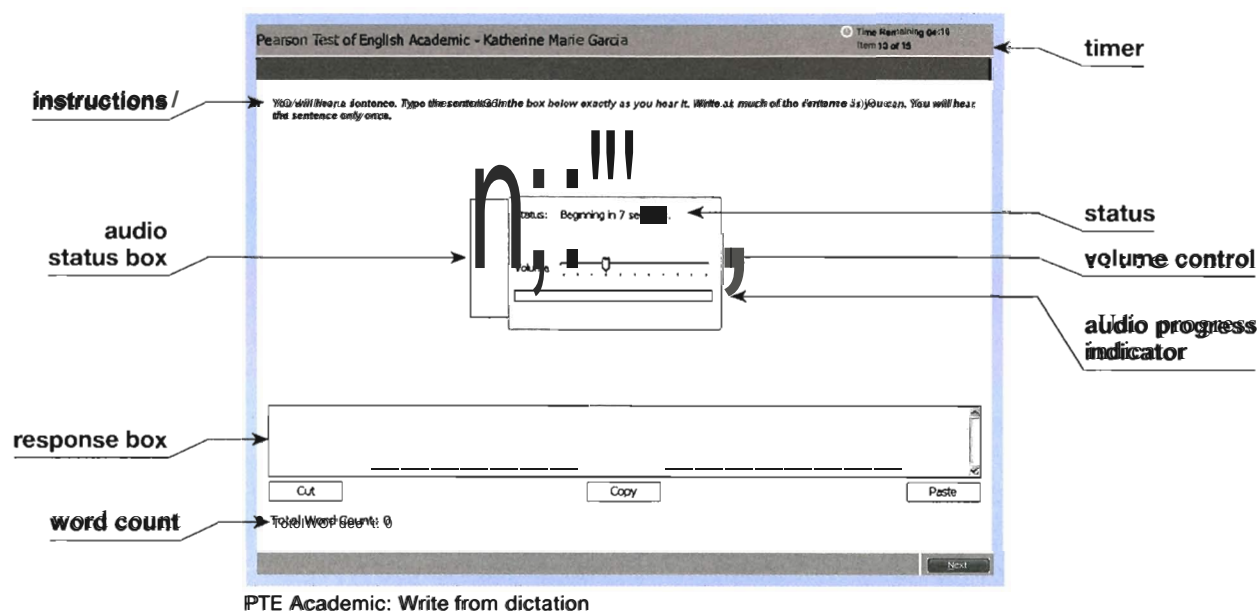 Pearson Test of English Academic - Katherine Marie Garcia
Time Remaining 04:16
Item 13 of 15
timer
instructions /
You will hear a sentence. Type the sentence in the box below exactly as you hear it. Write as much of the sentence as you can. You will hear
the sentence only once.
Status: Beginning in 7
status
audio
status box
Volume
volume control
audio progress
indicator
response box
Cut
Copy
Paste
word count
Total Word Count: 0
Next
PTE Academic: Write from dictation